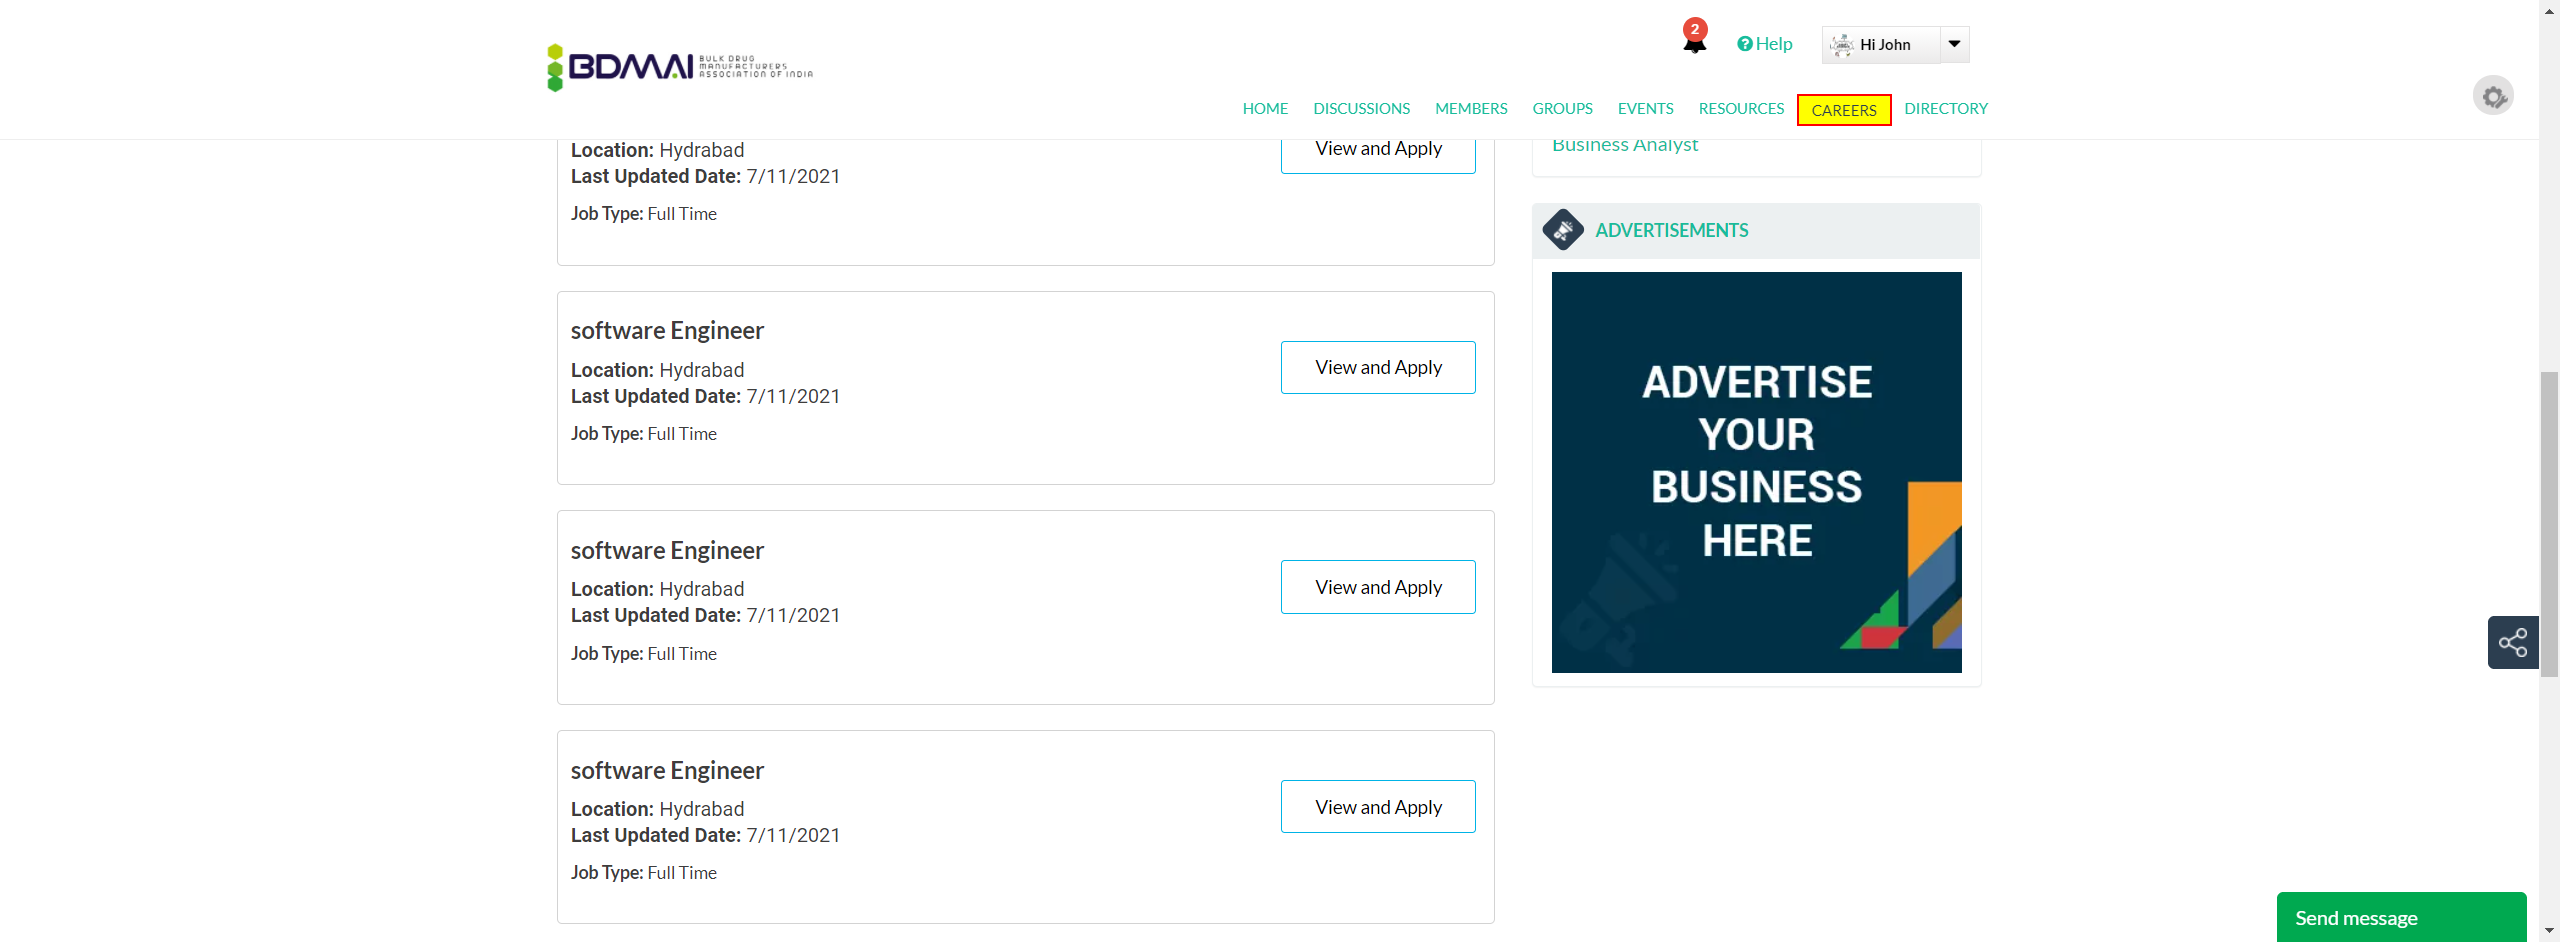 2
Help
Hi John
BDMAI
BULK DRUG
MANUFACTURERS
ASSOCIATION OF INDIA
HOME DISCUSSIONS MEMBERS GROUPS EVENTS RESOURCES CAREERS DIRECTORY
Location: Hydrabad
Last Updated Date: 7/11/2021
Job Type: Full Time
View and Apply
software Engineer
Location: Hydrabad
Last Updated Date: 7/11/2021
Job Type: Full Time
View and Apply
software Engineer
Location: Hydrabad
Last Updated Date: 7/11/2021
Job Type: Full Time
View and Apply
software Engineer
Location: Hydrabad
Last Updated Date: 7/11/2021
Job Type: Full Time
View and Apply
Business Analyst
ADVERTISEMENTS
ADVERTISE
YOUR
BUSINESS
HERE
Send message